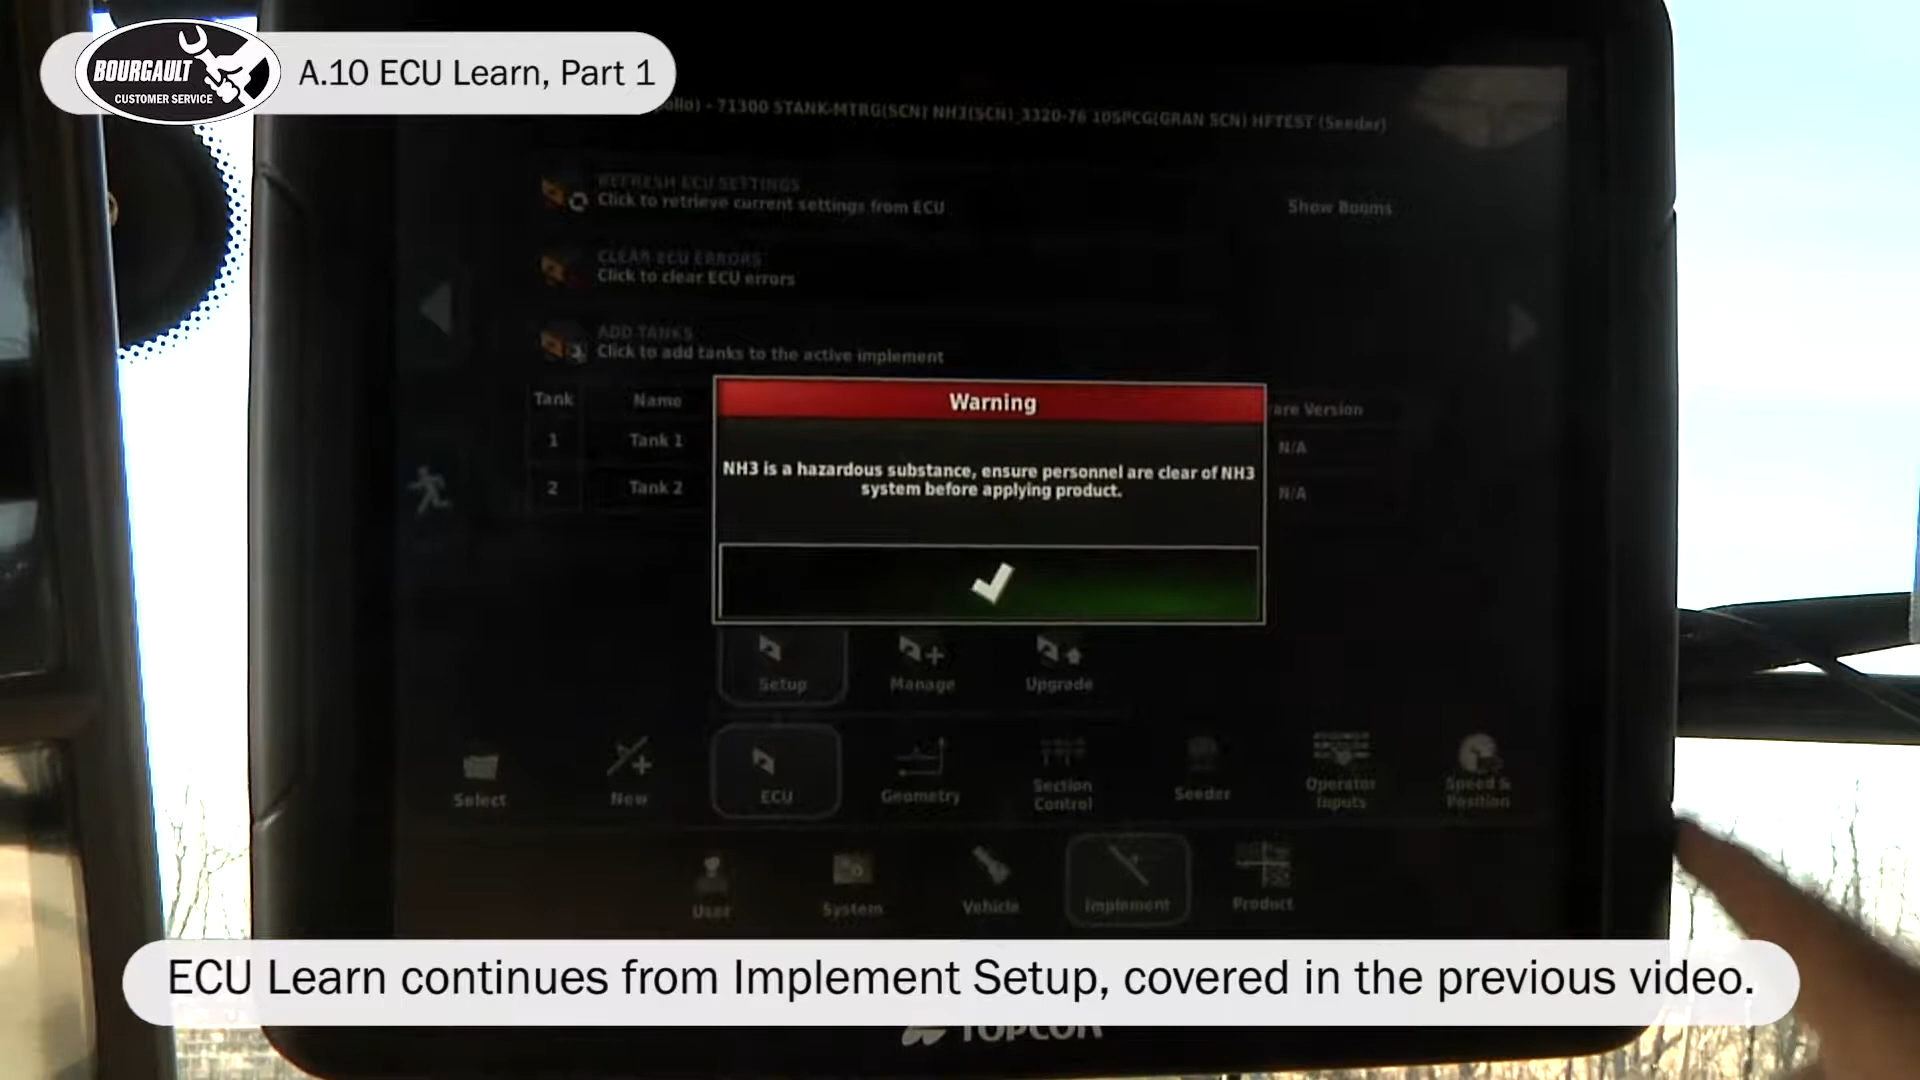 BOURGAULT
CUSTOMER SERVICE
A.10 ECU Learn, Part 1
- 71300 STANK-MTRG(SCN) NH3(SCN)_3320-76 10SPCG(GRAN SCN) HFTEST (Seeder)
REFRESH ECU SETTINGS
Click to retrieve current settings from ECU
Show Booms
CLEAR ECU ERRORS
Click to clear ECU errors
ADD TANKS
Click to add tanks to the active implement
Tank Name Version
1 Tank 1 N/A
2 Tank 2 N/A
Warning
NH3 is a hazardous substance, ensure personnel are clear of NH3
system before applying product.
Setup Manage Upgrade
Select New ECU Geometry Section Control Seeder Operator Inputs Speed & Position
User System Vehicle Implement Product
ECU Learn continues from Implement Setup, covered in the previous video.
TOPCON